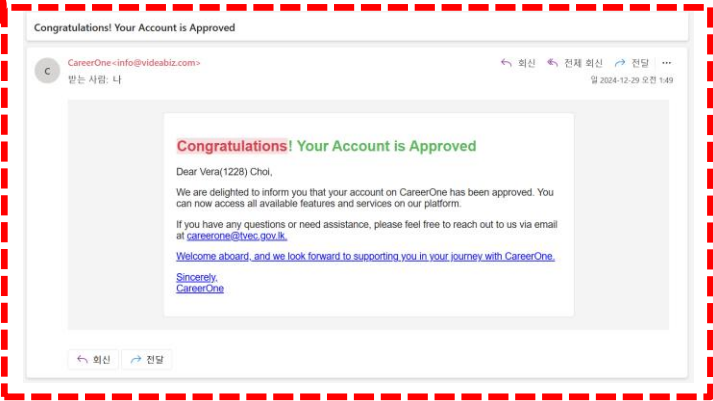 Congratulations! Your Account is Approved
C
CareerOne<info@videabiz.com>
회신 전체 회신 전달 ···
받는 사람: 나
일 2024-12-29 오전 1:49
Congratulations! Your Account is Approved
Dear Vera(1228) Choi,
We are delighted to inform you that your account on CareerOne has been approved. You
can now access all available features and services on our platform.
If you have any questions or need assistance, please feel free to reach out to us via email
at careerone@tvec.gov.lk.
Welcome aboard, and we look forward to supporting you in your journey with CareerOne.
Sincerely,
CareerOne
회신 전달